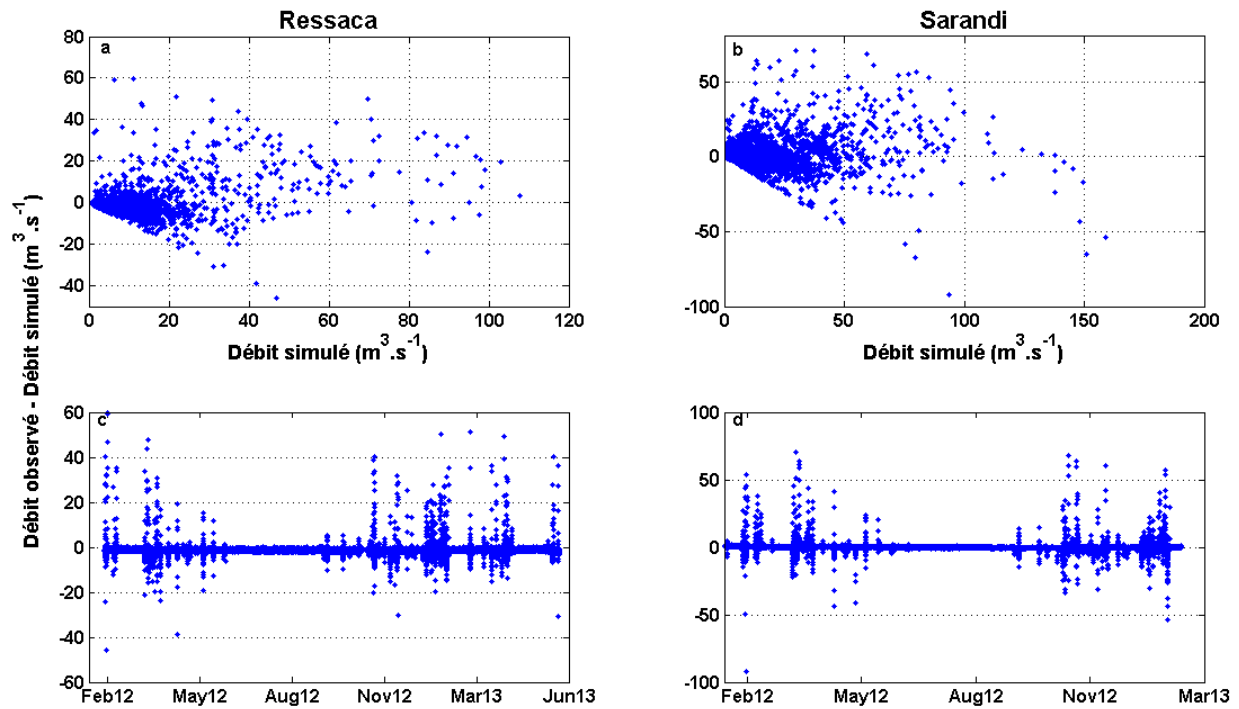 Ressaca
Sarandi
a
80
60
40
20
0
-20
-40
0 20 40 60 80 100 120
Débit simulé (m³.s⁻¹)
b
50
0
-50
-100
0 50 100 150 200
Débit simulé (m³.s⁻¹)
Débit observé - Débit simulé (m³.s⁻¹)
c
60
40
20
0
-20
-40
-60
Feb12 May12 Aug12 Nov12 Mar13 Jun13
d
100
50
0
-50
-100
Feb12 May12 Aug12 Nov12 Mar13